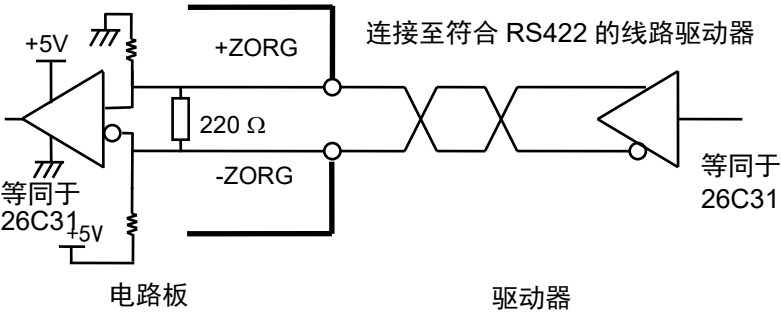 连接至符合 RS422 的线路驱动器
+5V
+ZORG
220 Ω
-ZORG
等同于
26C31
+5V
等同于
26C31
电路板
驱动器